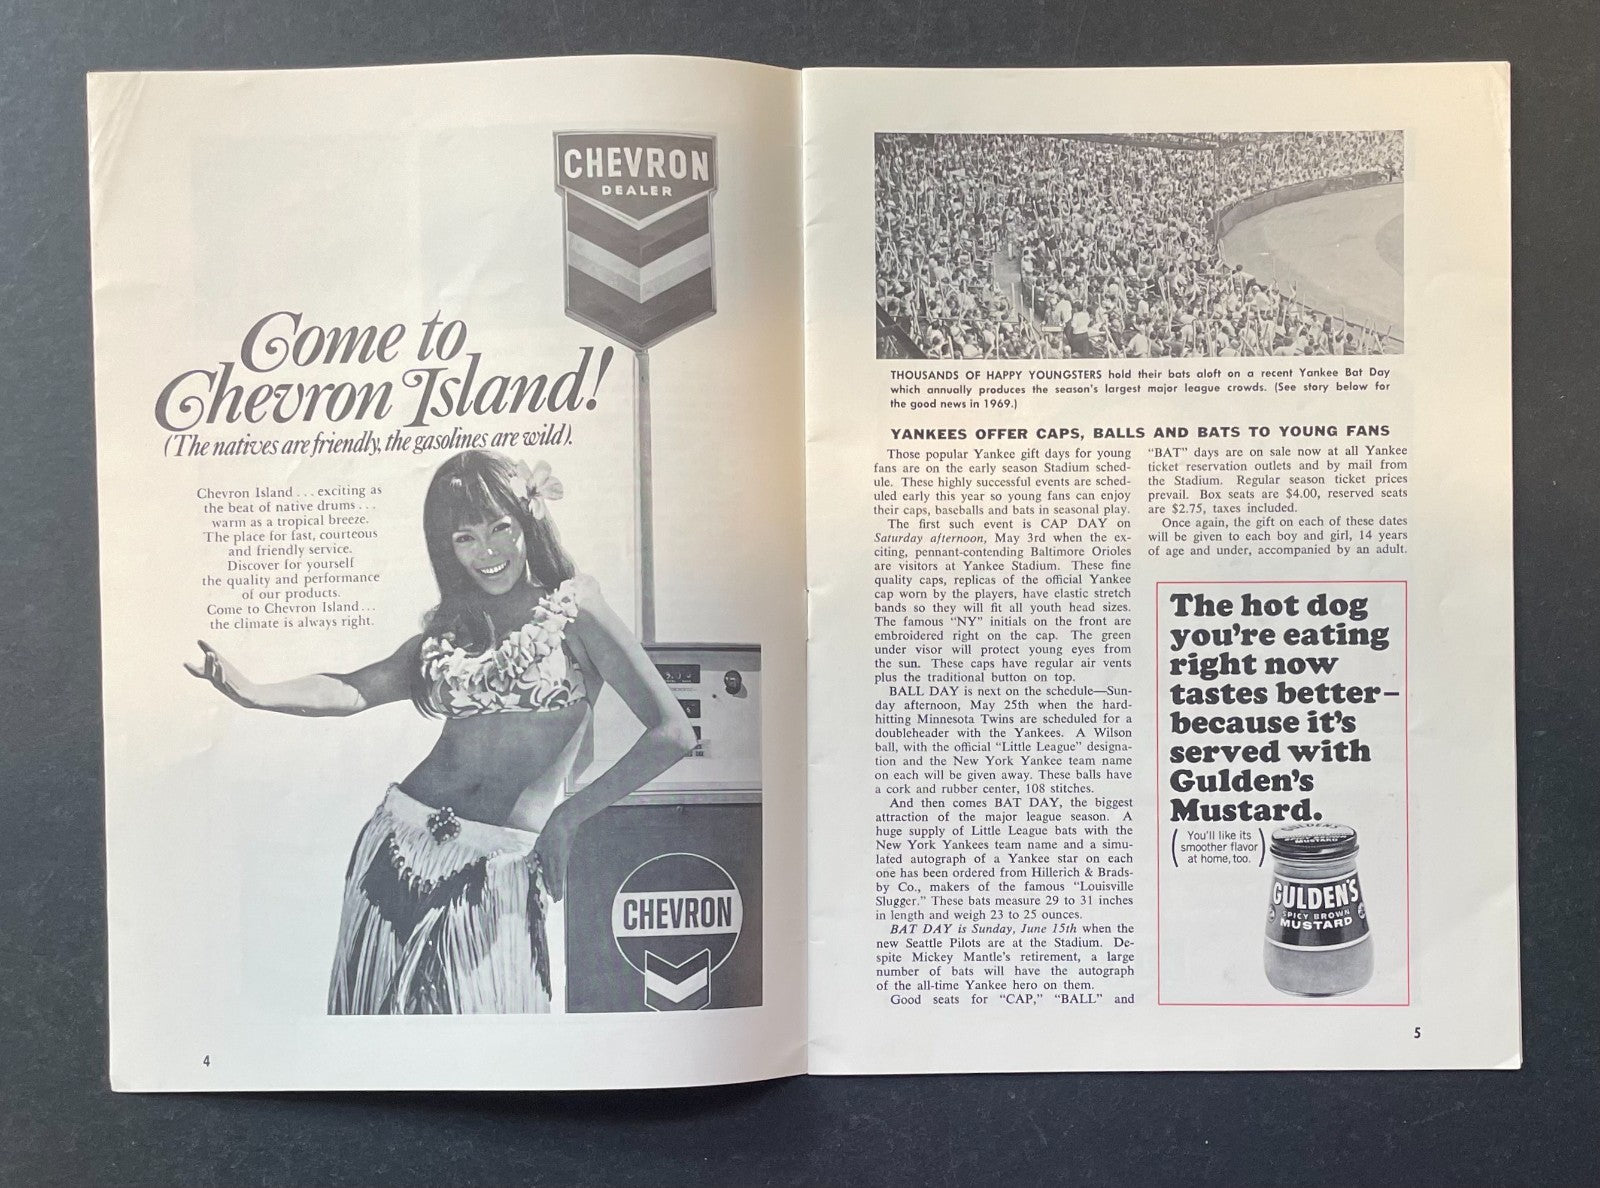 CHEVRON
DEALER
Come to
Chevron Island!
(The natives are friendly, the gasolines are wild).
Chevron Island . . . exciting as
the beat of native drums . . .
warm as a tropical breeze.
The place for fast, courteous
and friendly service.
Discover for yourself
the quality and performance
of our products.
Come to Chevron Island . . .
the climate is always right.
CHEVRON
4
THOUSANDS OF HAPPY YOUNGSTERS hold their bats aloft on a recent Yankee Bat Day
which annually produces the season's largest major league crowds. (See story below for
the good news in 1969.)
YANKEES OFFER CAPS, BALLS AND BATS TO YOUNG FANS
Those popular Yankee gift days for young
fans are on the early season Stadium sched-
ule. These highly successful events are sched-
uled early this year so young fans can enjoy
their caps, baseballs and bats in seasonal play.
The first such event is CAP DAY on
Saturday afternoon, May 3rd when the ex-
citing, pennant-contending Baltimore Orioles
are visitors at Yankee Stadium. These fine
quality caps, replicas of the official Yankee
cap worn by the players, have elastic stretch
bands so they will fit all youth head sizes.
The famous "NY" initials on the front are
embroidered right on the cap. The green
under visor will protect young eyes from
the sun. These caps have regular air vents
plus the traditional button on top.
BALL DAY is next on the schedule—Sun-
day afternoon, May 25th when the hard-
hitting Minnesota Twins are scheduled for a
doubleheader with the Yankees. A Wilson
ball, with the official "Little League" designa-
tion and the New York Yankee team name
on each will be given away. These balls have
a cork and rubber center, 108 stitches.
And then comes BAT DAY, the biggest
attraction of the major league season. A
huge supply of Little League bats with the
New York Yankees team name and a simu-
lated autograph of a Yankee star on each
one has been ordered from Hillerich & Brads-
by Co., makers of the famous "Louisville
Slugger." These bats measure 29 to 31 inches
in length and weigh 23 to 25 ounces.
BAT DAY is Sunday, June 15th when the
new Seattle Pilots are at the Stadium. De-
spite Mickey Mantle's retirement, a large
number of bats will have the autograph
of the all-time Yankee hero on them.
Good seats for "CAP," "BALL" and
"BAT" days are on sale now at all Yankee
ticket reservation outlets and by mail from
the Stadium. Regular season ticket prices
prevail. Box seats are $4.00, reserved seats
are $2.75, taxes included.
Once again, the gift on each of these dates
will be given to each boy and girl, 14 years
of age and under, accompanied by an adult.
The hot dog
you're eating
right now
tastes better–
because it's
served with
Gulden's
Mustard.
(You'll like its
smoother flavor
at home, too.)
GULDEN'S
SPICY BROWN
MUSTARD
5